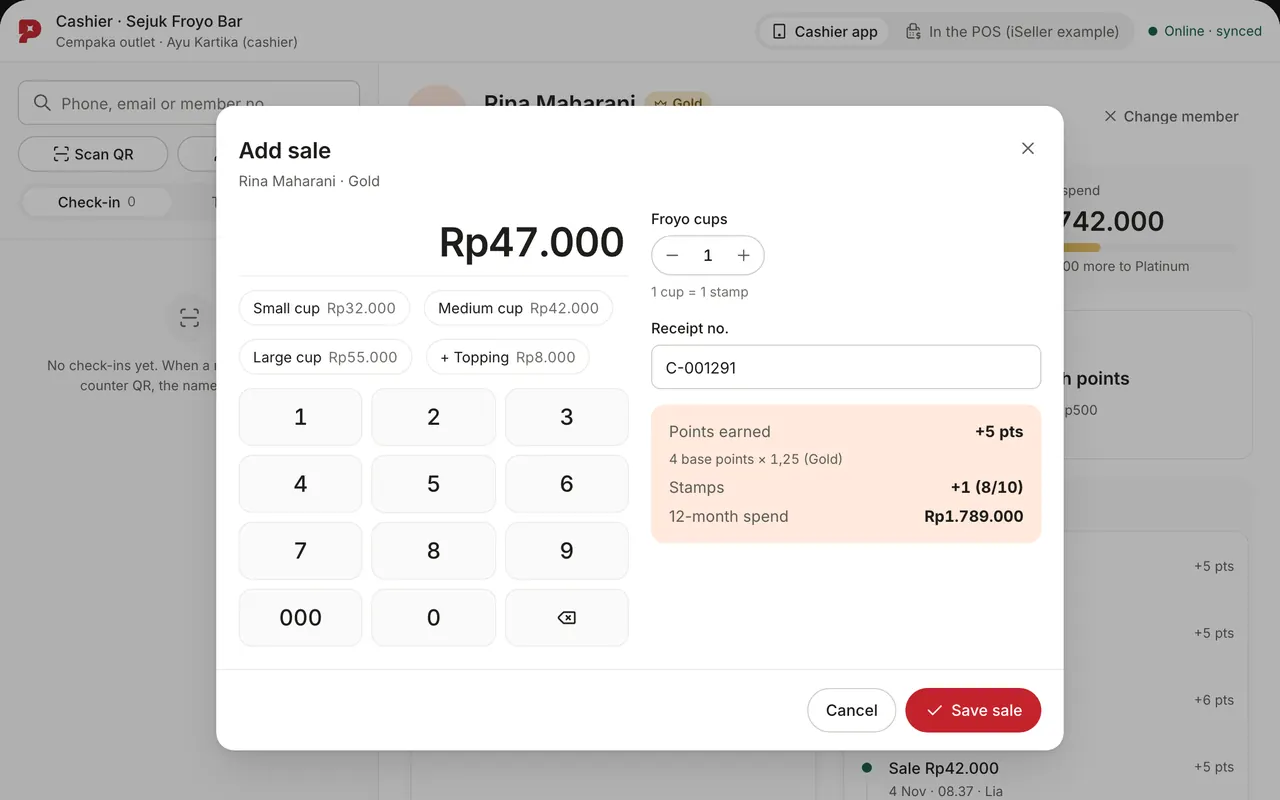 Cashier · Sejuk Froyo Bar
Cempaka outlet · Ayu Kartika (cashier)
Cashier app
In the POS (iSeller example)
Online · synced
Phone, email or member no
Scan QR
Check-in 0
No check-ins yet. When a
counter QR, the name
Rina Maharani
Gold
Change member
spend
742.000
00 more to Platinum
points
p500
Add sale
Rina Maharani · Gold
Rp47.000
Small cup Rp32.000
Medium cup Rp42.000
Large cup Rp55.000
+ Topping Rp8.000
1 2 3
4 5 6
7 8 9
000 0
Froyo cups
− 1 +
1 cup = 1 stamp
Receipt no.
C-001291
Points earned +5 pts
4 base points × 1,25 (Gold)
Stamps +1 (8/10)
12-month spend Rp1.789.000
Cancel
Save sale
+5 pts
+5 pts
+6 pts
Sale Rp42.000 +5 pts
4 Nov · 08.37 · Lia